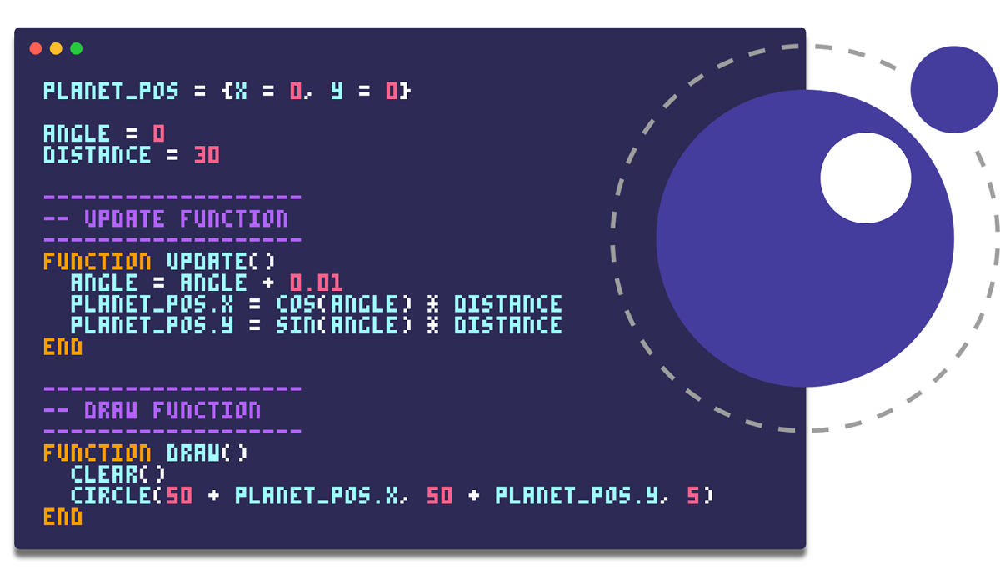 PLANET_POS = {X = 0, Y = 0}
ANGLE = 0
DISTANCE = 30
-------------------
-- UPDATE FUNCTION
-------------------
FUNCTION UPDATE()
  ANGLE = ANGLE + 0.01
  PLANET_POS.X = COS(ANGLE) * DISTANCE
  PLANET_POS.Y = SIN(ANGLE) * DISTANCE
END
-------------------
-- DRAW FUNCTION
-------------------
FUNCTION DRAW()
  CLEAR()
  CIRCLE(50 + PLANET_POS.X, 50 + PLANET_POS.Y, 5)
END